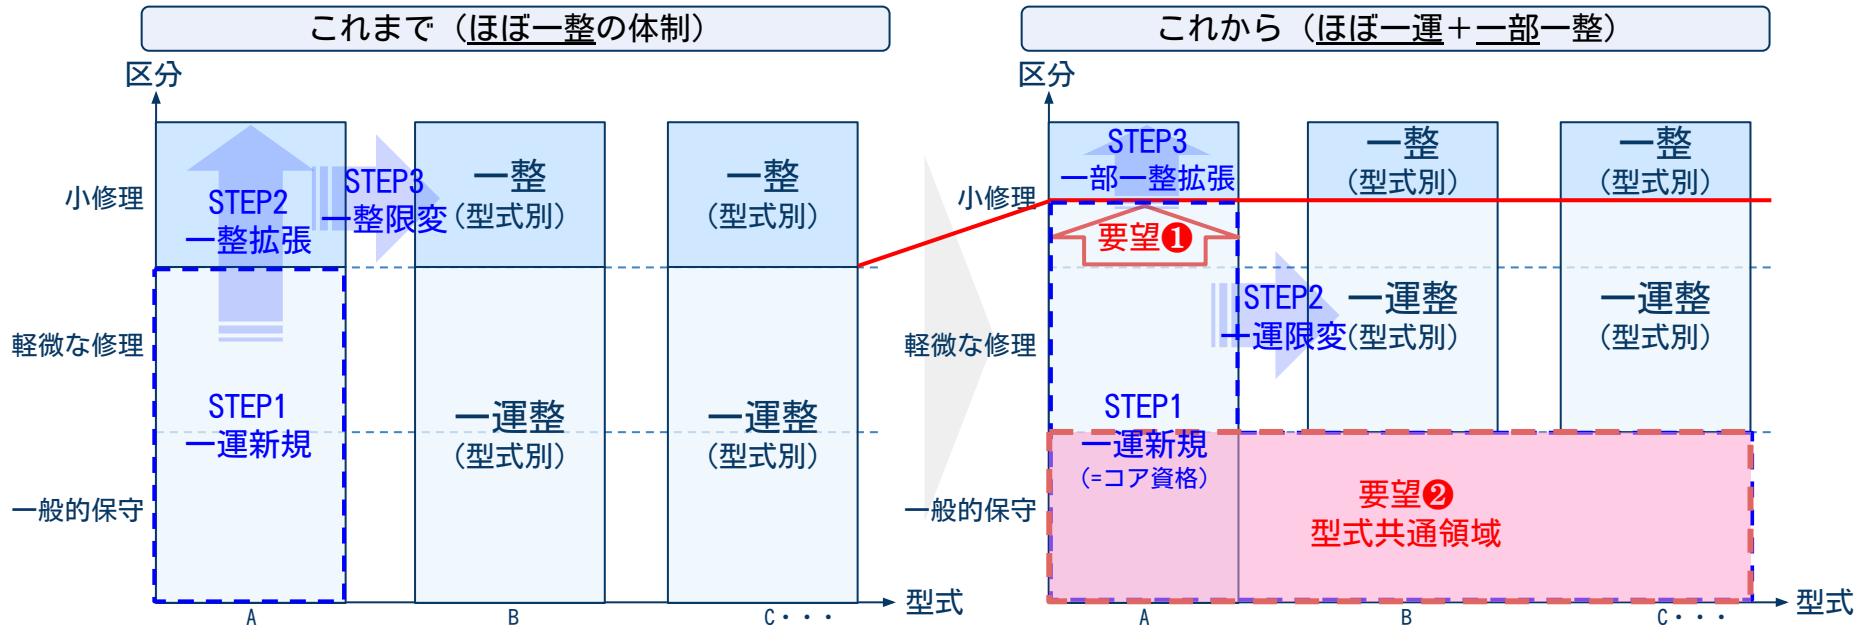 これまで（ほぼ一整の体制）
区分
小修理
軽微な修理
一般的保守
STEP2
一整拡張
STEP3
一整限変
一整
（型式別）
一整
（型式別）
STEP1
一運新規
一運整
（型式別）
一運整
（型式別）
A
B
C・・・
型式
これから（ほぼ一運＋一部一整）
区分
小修理
軽微な修理
一般的保守
STEP3
一部一整拡張
一整
（型式別）
一整
（型式別）
要望❶
STEP2
一運限変
一運整
（型式別）
一運整
（型式別）
STEP1
一運新規
（=コア資格）
要望❷
型式共通領域
A
B
C・・・
型式